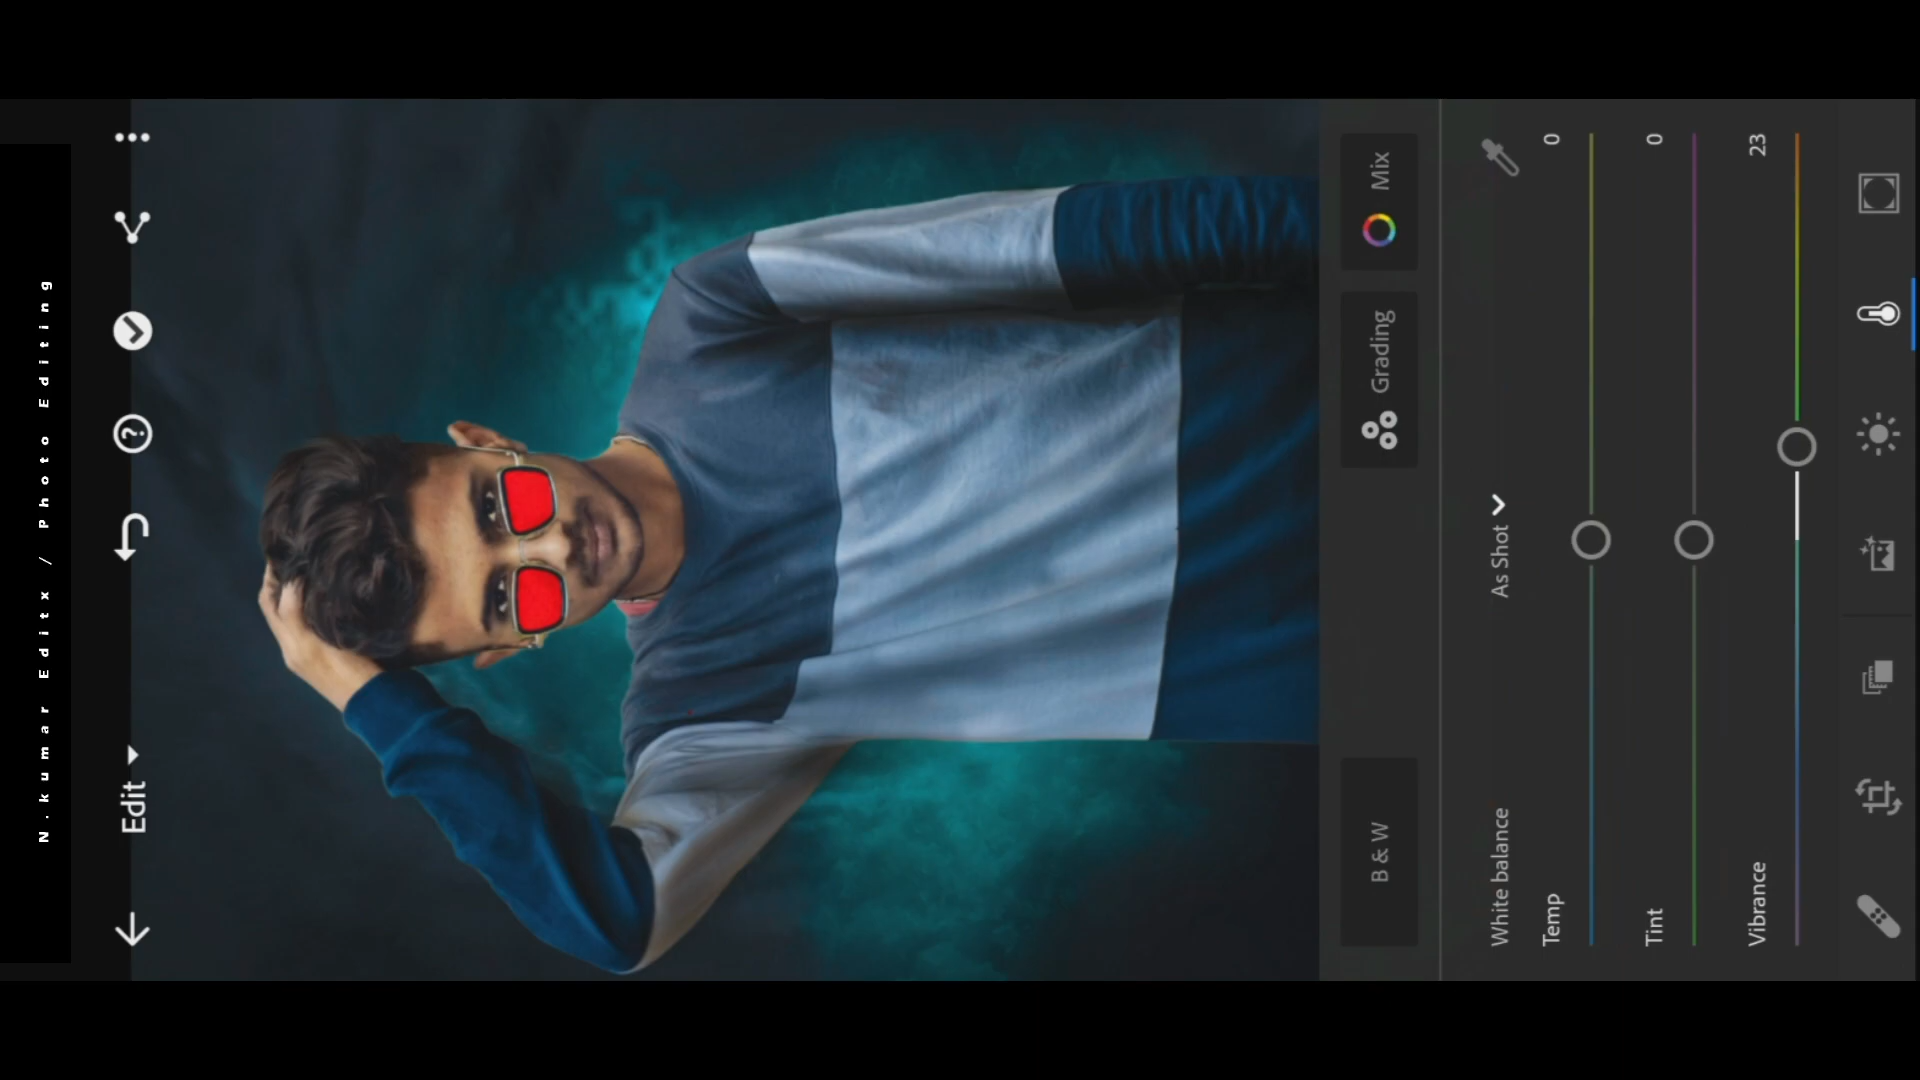 N.kumar Editx / Photo Editing
Edit
B & W
Grading
Mix
White balance
As Shot
Temp
0
Tint
0
Vibrance
23